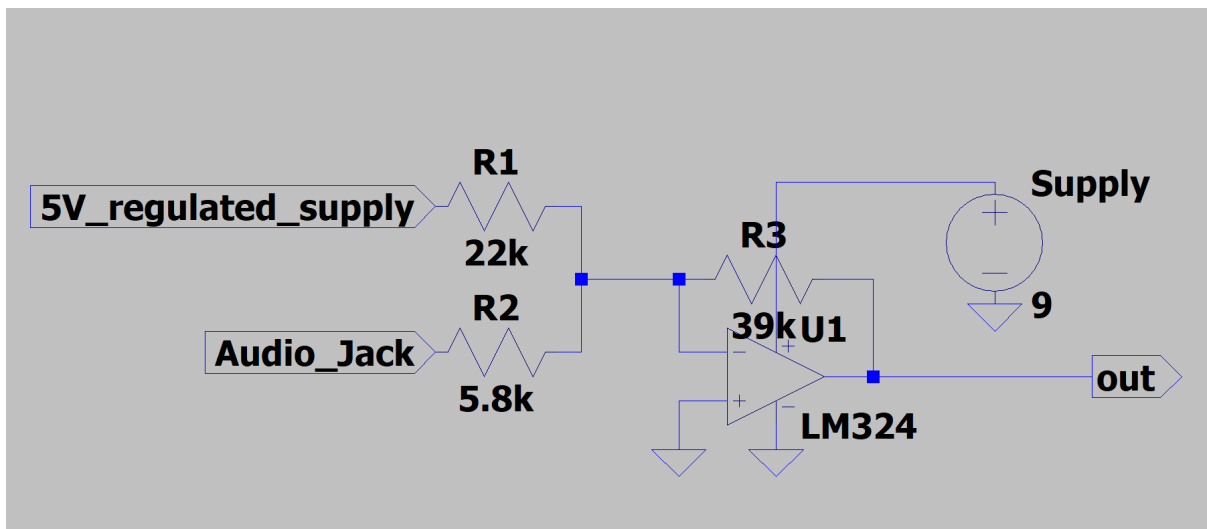 R1
5V_regulated_supply
22k
R2
Audio_Jack
5.8k
R3
39k
U1
LM324
Supply
9
out